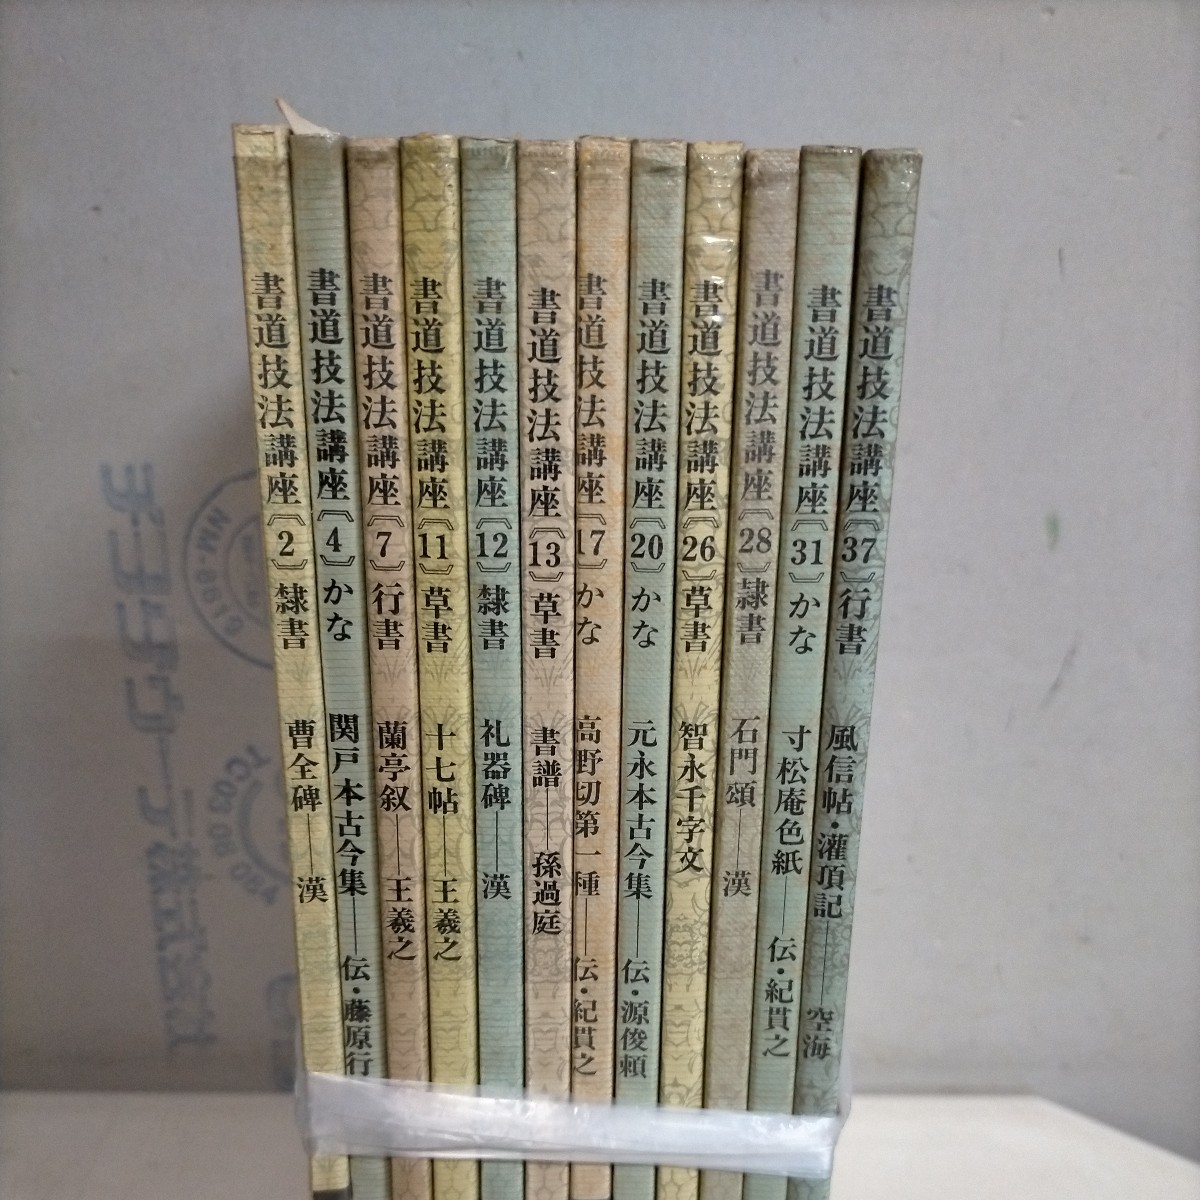 書道技法講座〖2〗隷書 曹全碑——漢
書道技法講座〖4〗かな 関戸本古今集——伝・藤原行
書道技法講座〖7〗行書 蘭亭叙——王羲之
書道技法講座〖11〗草書 十七帖——王羲之
書道技法講座〖12〗隷書 礼器碑——漢
書道技法講座〖13〗草書 書譜——孫過庭
書道技法講座〖17〗かな 高野切第一種——伝・紀貫之
書道技法講座〖20〗かな 元永本古今集——伝・源俊頼
書道技法講座〖26〗草書 智永千字文
書道技法講座〖28〗隷書 石門頌——漢
書道技法講座〖31〗かな 寸松庵色紙——伝・紀貫之
書道技法講座〖37〗行書 風信帖・灌頂記——空海